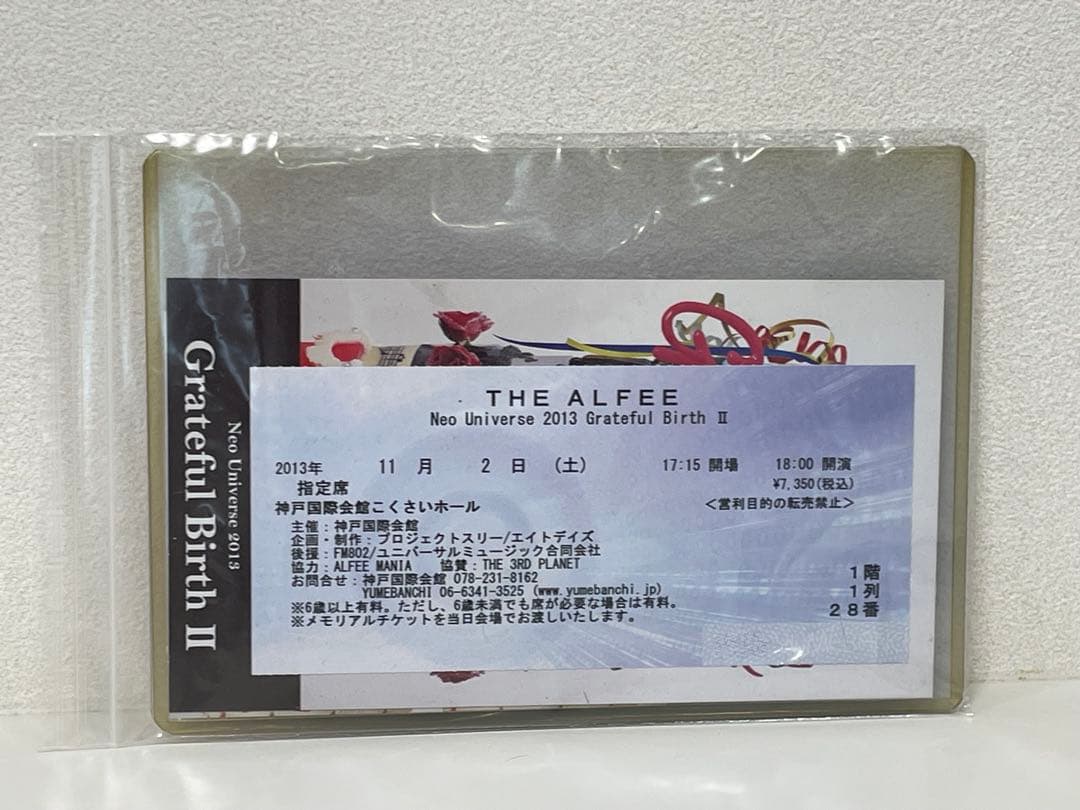 Neo Universe 2013
Grateful Birth Ⅱ
THE ALFEE
Neo Universe 2013 Grateful Birth Ⅱ
2013年 11 月 2 日 (土) 17:15 開場 18:00 開演
指定席 ¥7,350(税込)
神戸国際会館こくさいホール <営利目的の転売禁止>
主催:神戸国際会館
企画・制作:プロジェクトスリー/エイトデイズ
後援:FM802/ユニバーサルミュージック合同会社
協力:ALFEE MANIA 協賛:THE 3RD PLANET
お問合せ:神戸国際会館 078-231-8162
YUMEBANCHI 06-6341-3525 (www.yumebanchi.jp)
※6歳以上有料。ただし、6歳未満でも席が必要な場合は有料。
※メモリアルチケットを当日会場でお渡しいたします。
1階
1列
28番